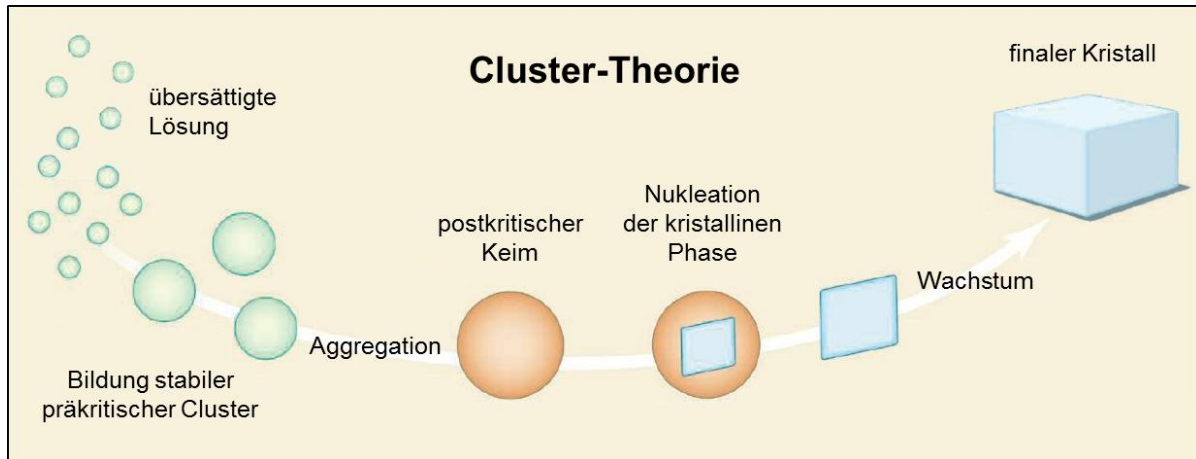 Cluster-Theorie
übersättigte
Lösung
Bildung stabiler
präkritischer Cluster
Aggregation
postkritischer
Keim
Nukleation
der kristallinen
Phase
Wachstum
finaler Kristall